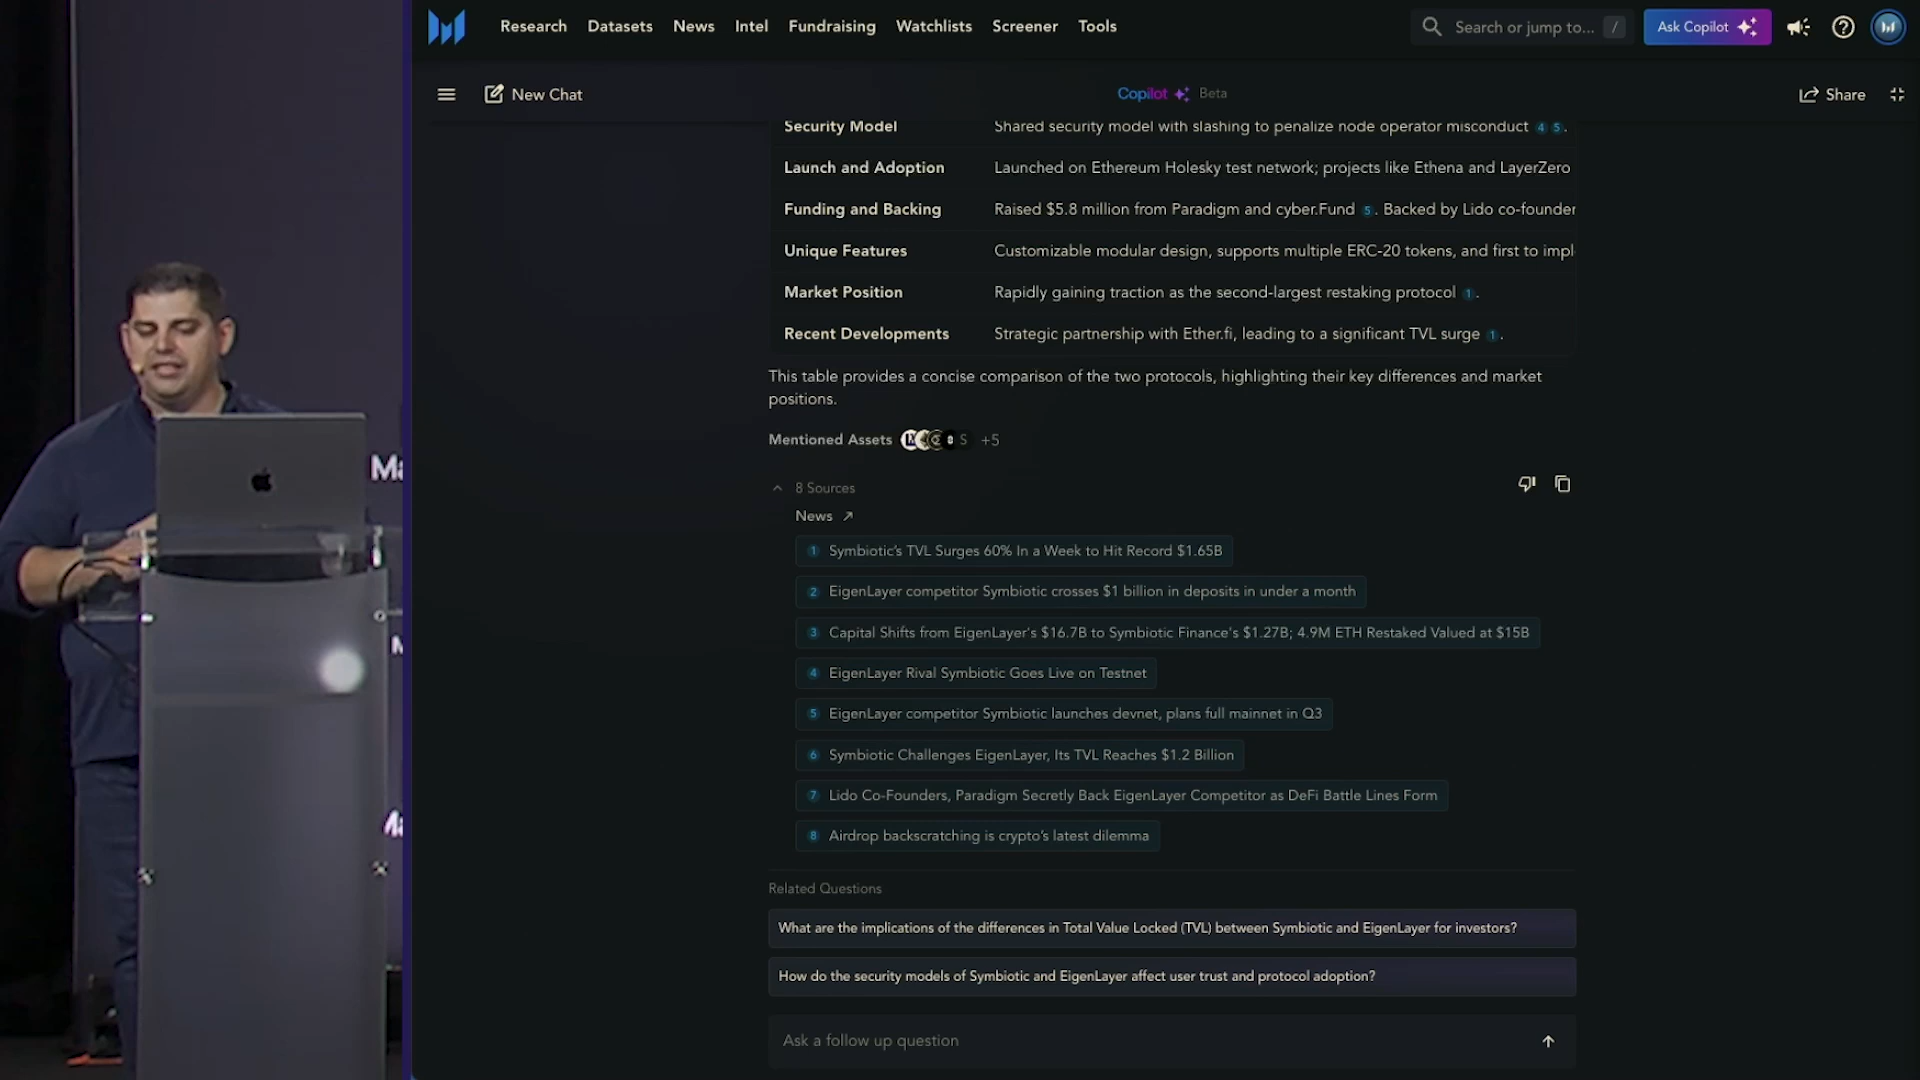 Research Datasets News Intel Fundraising Watchlists Screener Tools
Search or jump to... /
Ask Copilot
New Chat
Copilot Beta
Share
Security Model Shared security model with slashing to penalize node operator misconduct 4 5 .
Launch and Adoption Launched on Ethereum Holesky test network; projects like Ethena and LayerZero
Funding and Backing Raised $5.8 million from Paradigm and cyber.Fund 5 . Backed by Lido co-founder
Unique Features Customizable modular design, supports multiple ERC-20 tokens, and first to impl
Market Position Rapidly gaining traction as the second-largest restaking protocol 1 .
Recent Developments Strategic partnership with Ether.fi, leading to a significant TVL surge 1 .
This table provides a concise comparison of the two protocols, highlighting their key differences and market
positions.
Mentioned Assets S +5
8 Sources
News
1 Symbiotic's TVL Surges 60% In a Week to Hit Record $1.65B
2 EigenLayer competitor Symbiotic crosses $1 billion in deposits in under a month
3 Capital Shifts from EigenLayer's $16.7B to Symbiotic Finance's $1.27B; 4.9M ETH Restaked Valued at $15B
4 EigenLayer Rival Symbiotic Goes Live on Testnet
5 EigenLayer competitor Symbiotic launches devnet, plans full mainnet in Q3
6 Symbiotic Challenges EigenLayer, Its TVL Reaches $1.2 Billion
7 Lido Co-Founders, Paradigm Secretly Back EigenLayer Competitor as DeFi Battle Lines Form
8 Airdrop backscratching is crypto's latest dilemma
Related Questions
What are the implications of the differences in Total Value Locked (TVL) between Symbiotic and EigenLayer for investors?
How do the security models of Symbiotic and EigenLayer affect user trust and protocol adoption?
Ask a follow up question
Ma
M